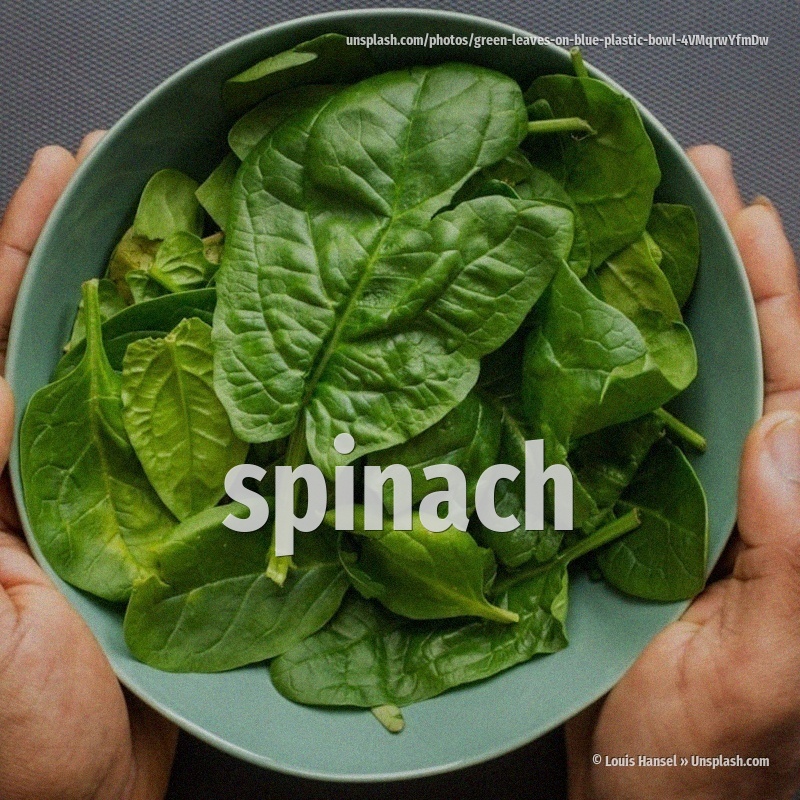 unsplash.com/photos/green-leaves-on-blue-plastic-bowl-4VMqrwYfmDw
spinach
© Louis Hansel » Unsplash.com